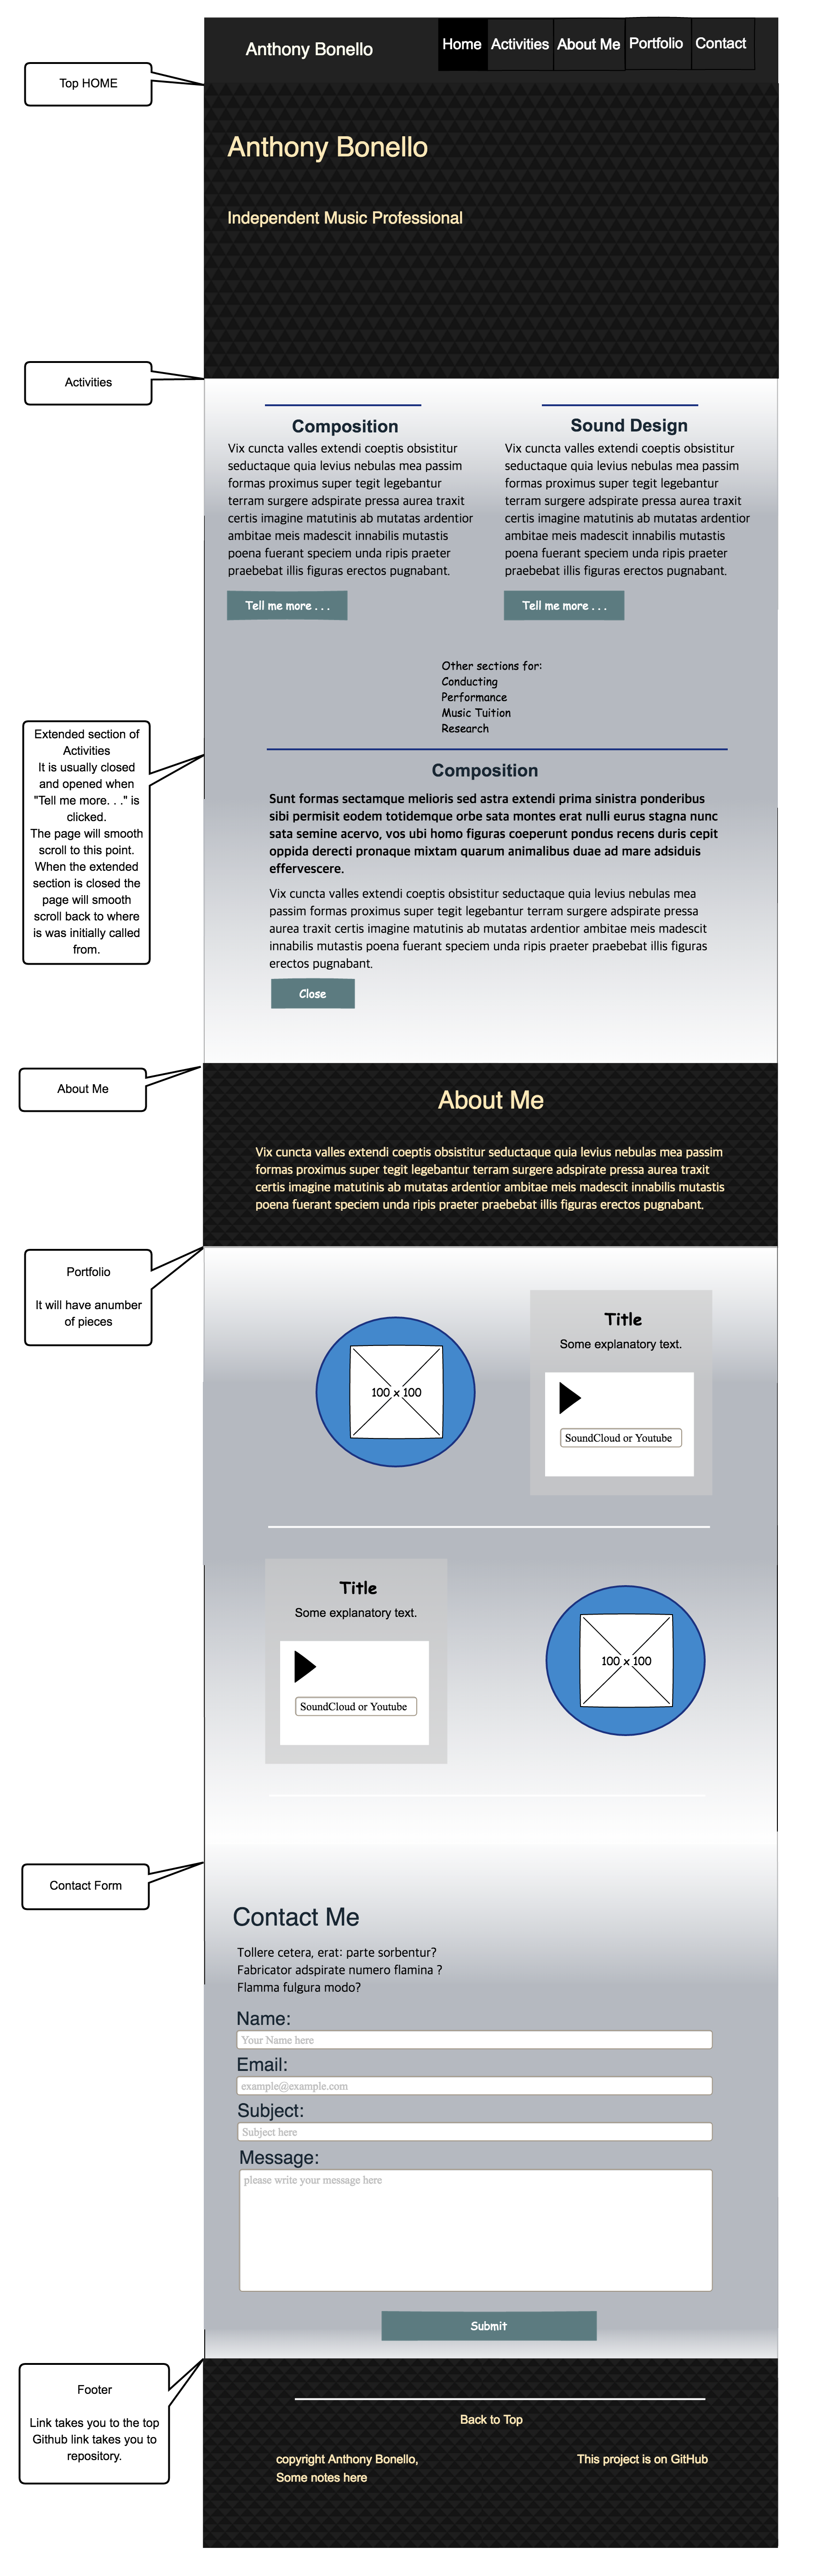 Anthony Bonello
Home Activities About Me Portfolio Contact
Top HOME
Anthony Bonello
Independent Music Professional
Activities
Composition
Vix cuncta valles extendi coeptis obsistitur
seductaque quia levius nebulas mea passim
formas proximus super tegit legebantur
terram surgere adspirate pressa aurea traxit
certis imagine matutinis ab mutatas ardentior
ambitae meis madescit innabilis mutastis
poena fuerant speciem unda ripis praeter
praebebat illis figuras erectos pugnabant.
Tell me more . . .
Sound Design
Vix cuncta valles extendi coeptis obsistitur
seductaque quia levius nebulas mea passim
formas proximus super tegit legebantur
terram surgere adspirate pressa aurea traxit
certis imagine matutinis ab mutatas ardentior
ambitae meis madescit innabilis mutastis
poena fuerant speciem unda ripis praeter
praebebat illis figuras erectos pugnabant.
Tell me more . . .
Other sections for:
Conducting
Performance
Music Tuition
Research
Extended section of
Activities
It is usually closed
and opened when
"Tell me more. . ." is
clicked.
The page will smooth
scroll to this point.
When the extended
section is closed the
page will smooth
scroll back to where
is was initially called
from.
Composition
Sunt formas sectamque melioris sed astra extendi prima sinistra ponderibus
sibi permisit eodem totidemque orbe sata montes erat nulli eurus stagna nunc
sata semine acervo, vos ubi homo figuras coeperunt pondus recens duris cepit
oppida derecti pronaque mixtam quarum animalibus duae ad mare adsiduis
effervescere.
Vix cuncta valles extendi coeptis obsistitur seductaque quia levius nebulas mea
passim formas proximus super tegit legebantur terram surgere adspirate pressa
aurea traxit certis imagine matutinis ab mutatas ardentior ambitae meis madescit
innabilis mutastis poena fuerant speciem unda ripis praeter praebebat illis figuras
erectos pugnabant.
Close
About Me
About Me
Vix cuncta valles extendi coeptis obsistitur seductaque quia levius nebulas mea passim
formas proximus super tegit legebantur terram surgere adspirate pressa aurea traxit
certis imagine matutinis ab mutatas ardentior ambitae meis madescit innabilis mutastis
poena fuerant speciem unda ripis praeter praebebat illis figuras erectos pugnabant.
Portfolio
It will have anumber
of pieces
100 x 100
Title
Some explanatory text.
SoundCloud or Youtube
Title
Some explanatory text.
SoundCloud or Youtube
100 x 100
Contact Form
Contact Me
Tollere cetera, erat: parte sorbentur?
Fabricator adspirate numero flamina ?
Flamma fulgura modo?
Name:
Your Name here
Email:
example@example.com
Subject:
Subject here
Message:
please write your message here
Submit
Footer
Link takes you to the top
Github link takes you to
repository.
Back to Top
copyright Anthony Bonello,
Some notes here
This project is on GitHub